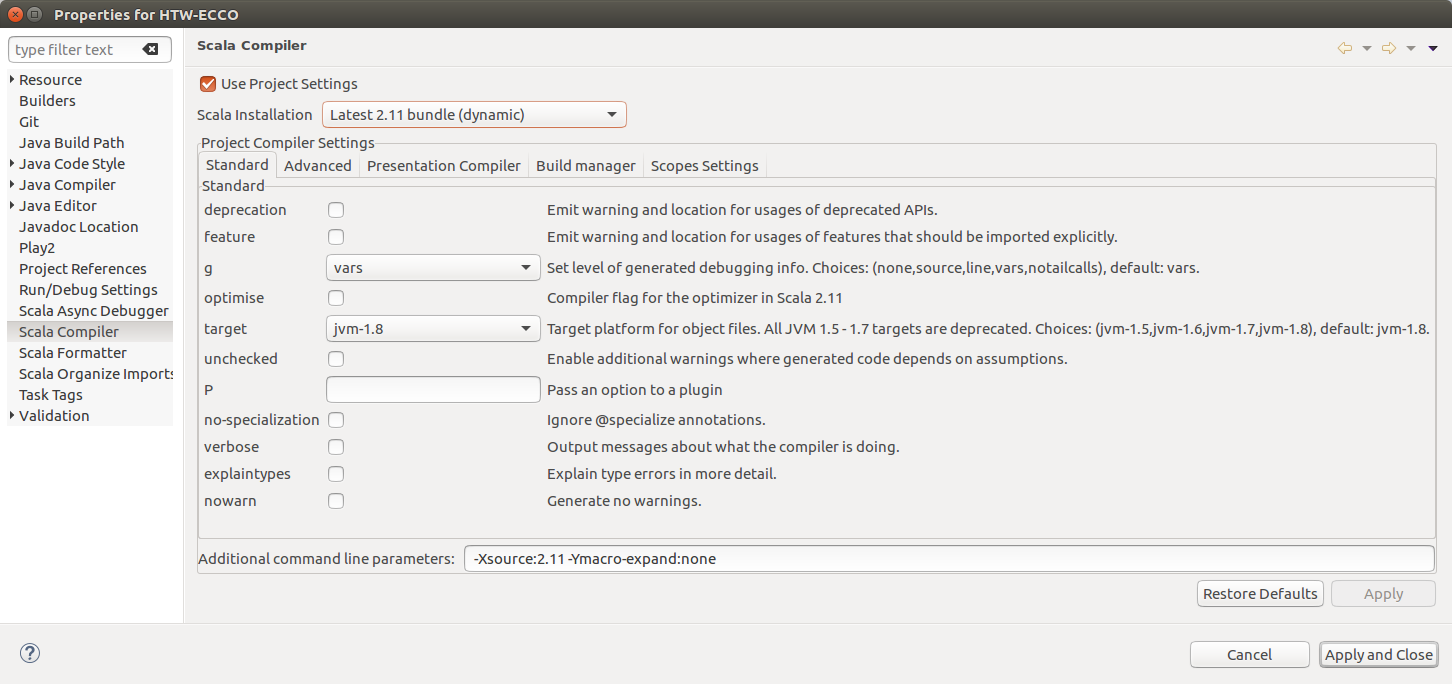 Properties for HTW-ECCO
type filter text
Resource
Builders
Git
Java Build Path
Java Code Style
Java Compiler
Java Editor
Javadoc Location
Play2
Project References
Run/Debug Settings
Scala Async Debugger
Scala Compiler
Scala Formatter
Scala Organize Imports
Task Tags
Validation
Scala Compiler
Use Project Settings
Scala Installation Latest 2.11 bundle (dynamic)
Project Compiler Settings
Standard Advanced Presentation Compiler Build manager Scopes Settings
Standard
deprecation Emit warning and location for usages of deprecated APIs.
feature Emit warning and location for usages of features that should be imported explicitly.
g vars Set level of generated debugging info. Choices: (none,source,line,vars,notailcalls), default: vars.
optimise Compiler flag for the optimizer in Scala 2.11
target jvm-1.8 Target platform for object files. All JVM 1.5 - 1.7 targets are deprecated. Choices: (jvm-1.5,jvm-1.6,jvm-1.7,jvm-1.8), default: jvm-1.8.
unchecked Enable additional warnings where generated code depends on assumptions.
P Pass an option to a plugin
no-specialization Ignore @specialize annotations.
verbose Output messages about what the compiler is doing.
explaintypes Explain type errors in more detail.
nowarn Generate no warnings.
Additional command line parameters: -Xsource:2.11 -Ymacro-expand:none
Restore Defaults Apply
? Cancel Apply and Close